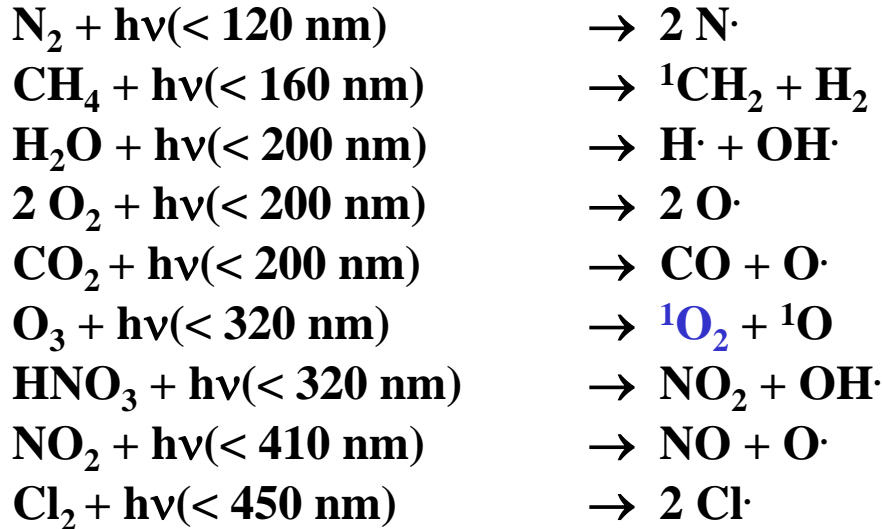 N₂ + hν(< 120 nm) → 2 N·
CH₄ + hν(< 160 nm) → ¹CH₂ + H₂
H₂O + hν(< 200 nm) → H· + OH·
2 O₂ + hν(< 200 nm) → 2 O·
CO₂ + hν(< 200 nm) → CO + O·
O₃ + hν(< 320 nm) → ¹O₂ + ¹O
HNO₃ + hν(< 320 nm) → NO₂ + OH·
NO₂ + hν(< 410 nm) → NO + O·
Cl₂ + hν(< 450 nm) → 2 Cl·